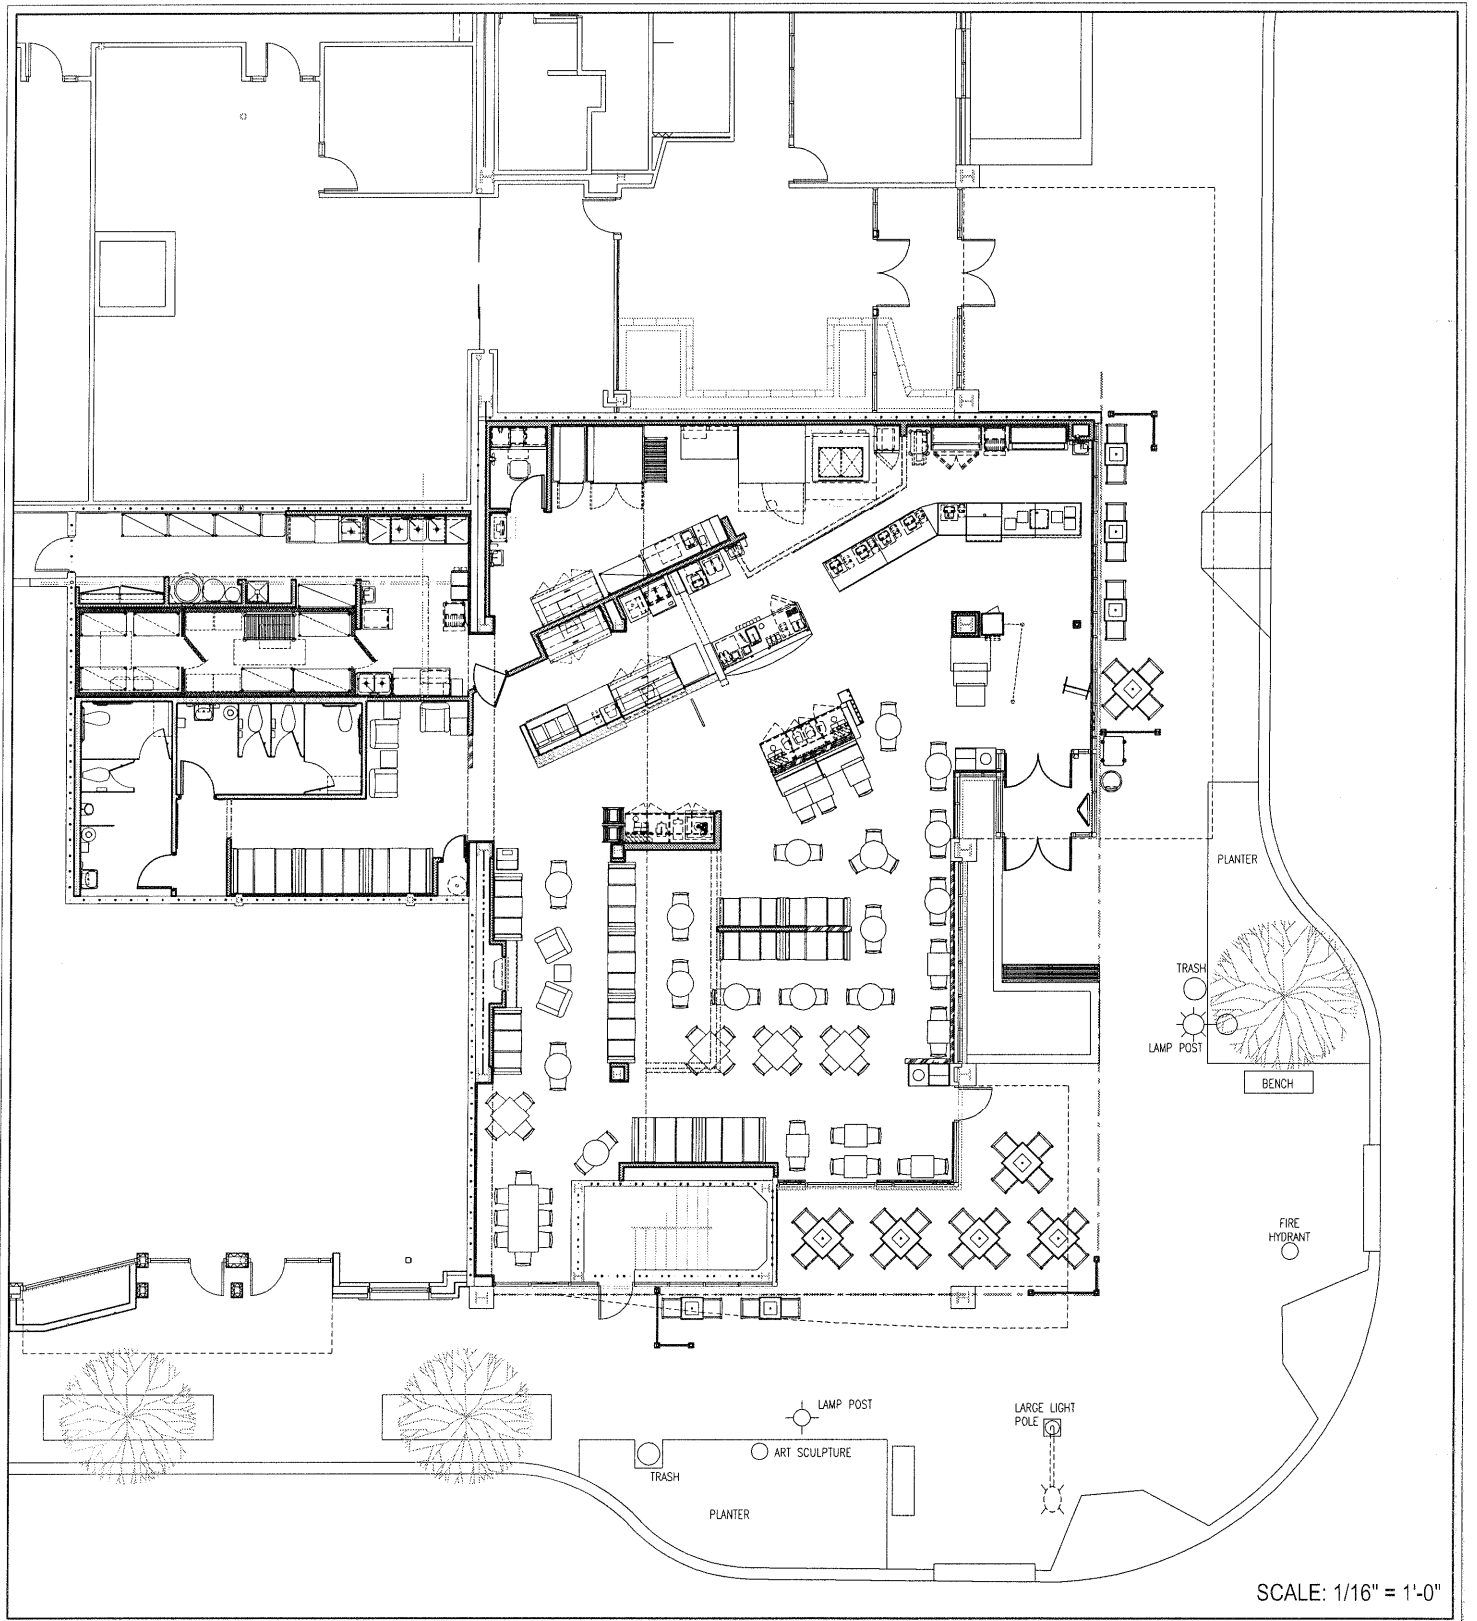 PLANTER
TRASH
LAMP POST
BENCH
FIRE
HYDRANT
LAMP POST
LARGE LIGHT
POLE
ART SCULPTURE
TRASH
PLANTER
SCALE: 1/16" = 1'-0"